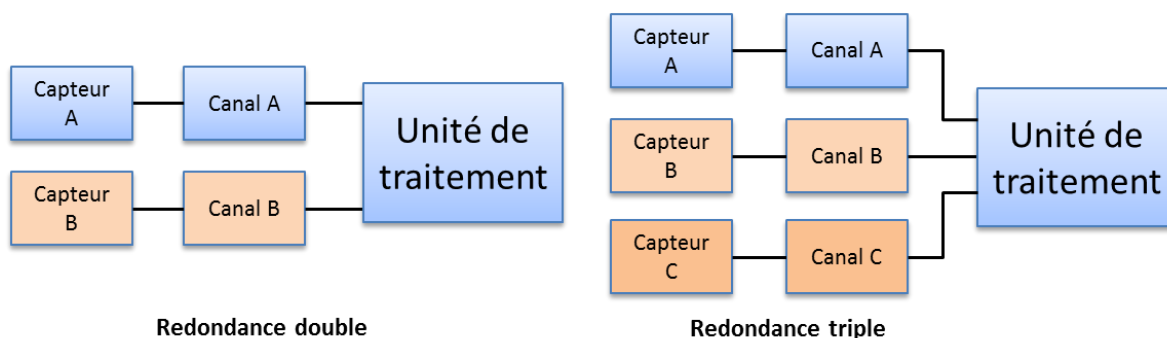 Capteur
A
Canal A
Capteur
B
Canal B
Unité de
traitement
Redondance double
Capteur
A
Canal A
Capteur
B
Canal B
Capteur
C
Canal C
Unité de
traitement
Redondance triple